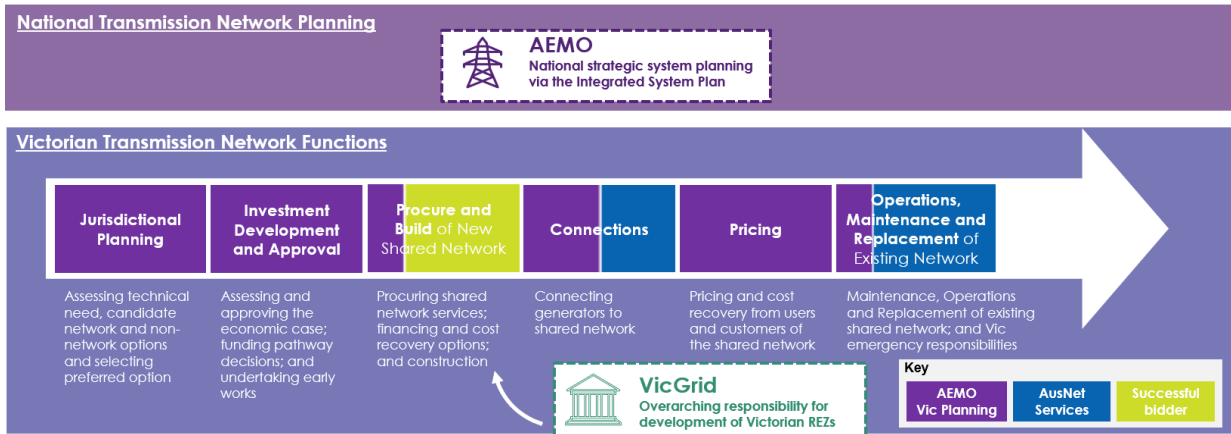 National Transmission Network Planning
AEMO
National strategic system planning
via the Integrated System Plan
Victorian Transmission Network Functions
Jurisdictional
Planning
Investment
Development
and Approval
Procure and
Build of New
Shared Network
Connections
Pricing
Operations,
Maintenance and
Replacement of
Existing Network
Assessing technical
need, candidate
network and non-
network options
and selecting
preferred option
Assessing and
approving the
economic case;
funding pathway
decisions; and
undertaking early
works
Procuring shared
network services;
financing and cost
recovery options;
and construction
Connecting
generators to
shared network
Pricing and cost
recovery from users
and customers of
the shared network
Maintenance, Operations
and Replacement of existing
shared network; and Vic
emergency responsibilities
VicGrid
Overarching responsibility for
development of Victorian REZs
Key
AEMO
Vic Planning
AusNet
Services
Successful
bidder